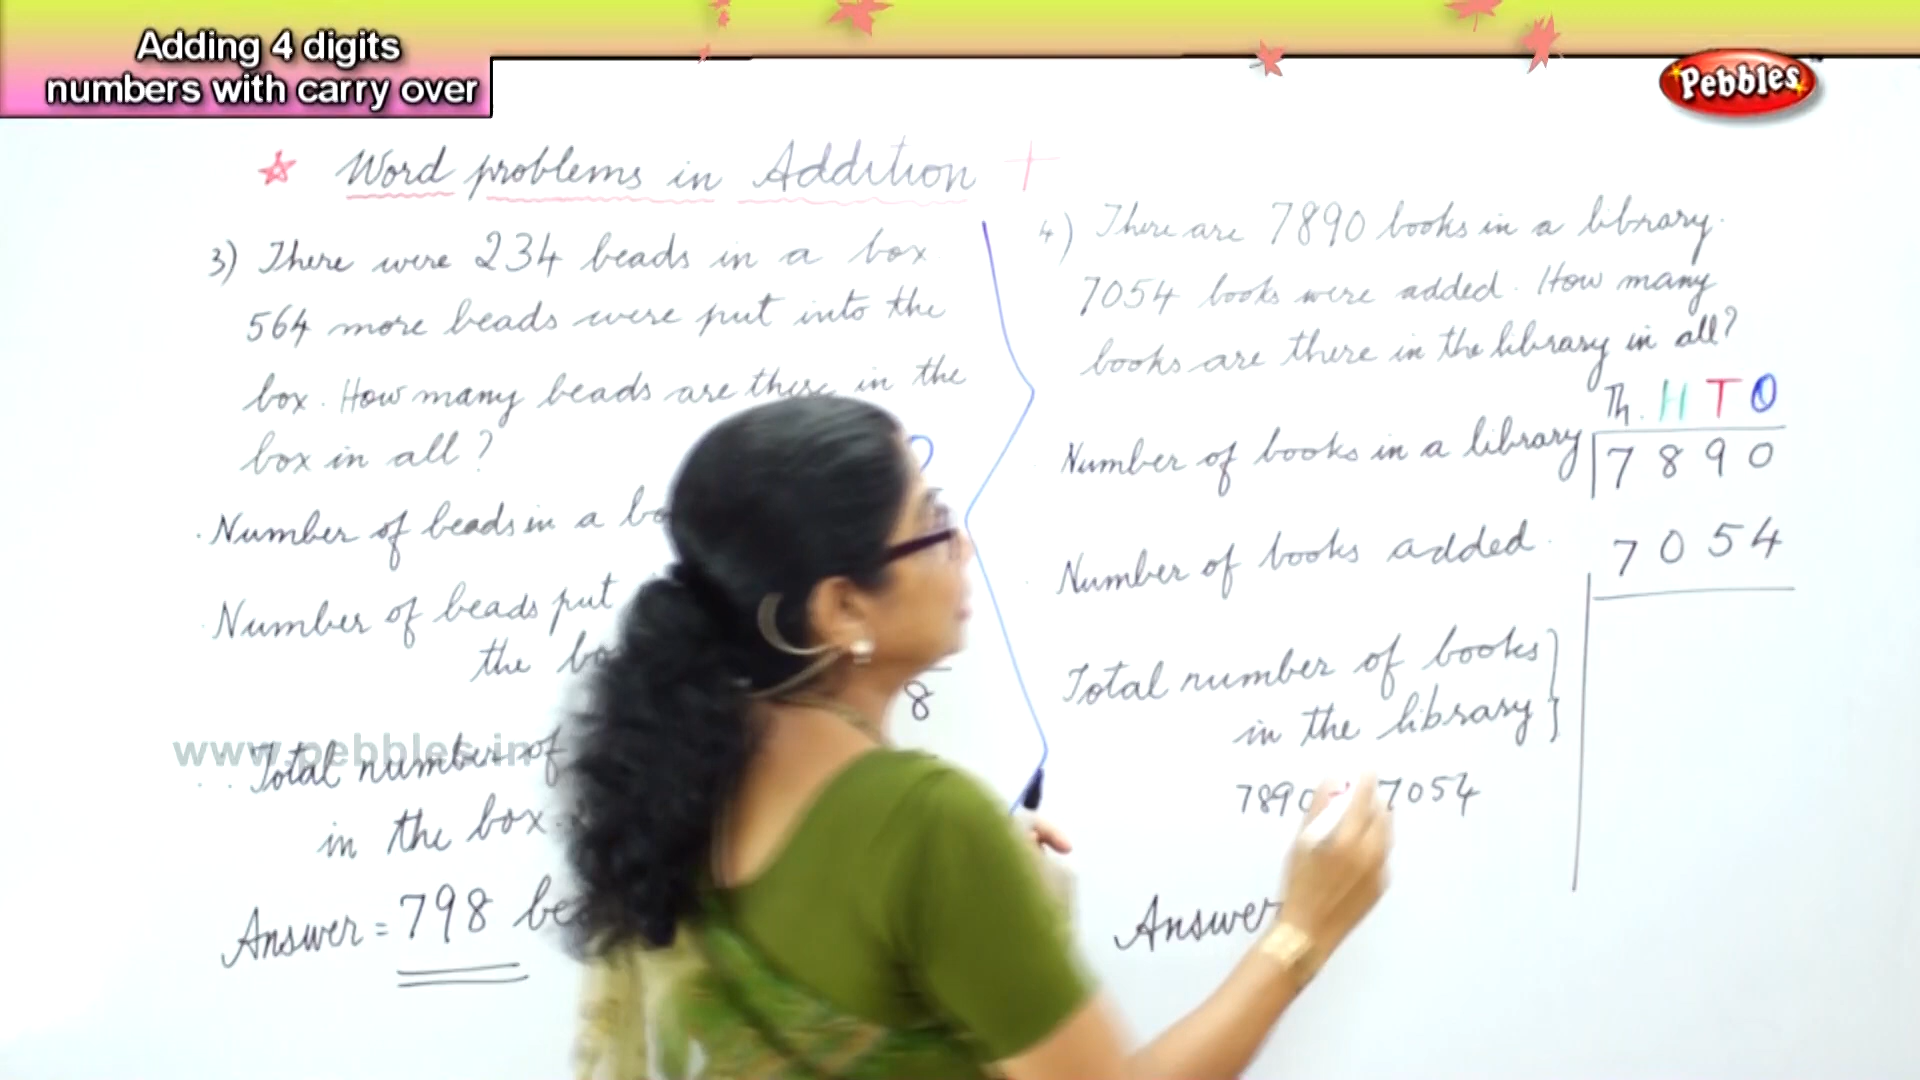 Adding 4 digits
numbers with carry over
Pebbles
Word problems in Addition +
3) There were 234 beads in a box
564 more beads were put into the
box. How many beads are there in the
box in all?
Number of beads in a
Number of beads put
the
8
Total number of
in the box
www.pebbles.in
Answer = 798
4) There are 7890 books in a library.
7054 books were added. How many
books are there in the library in all?
Th. H T O
Number of books in a library 7 8 9 0
Number of books added. 7 0 5 4
Total number of books
in the library
7890 7054
Answer